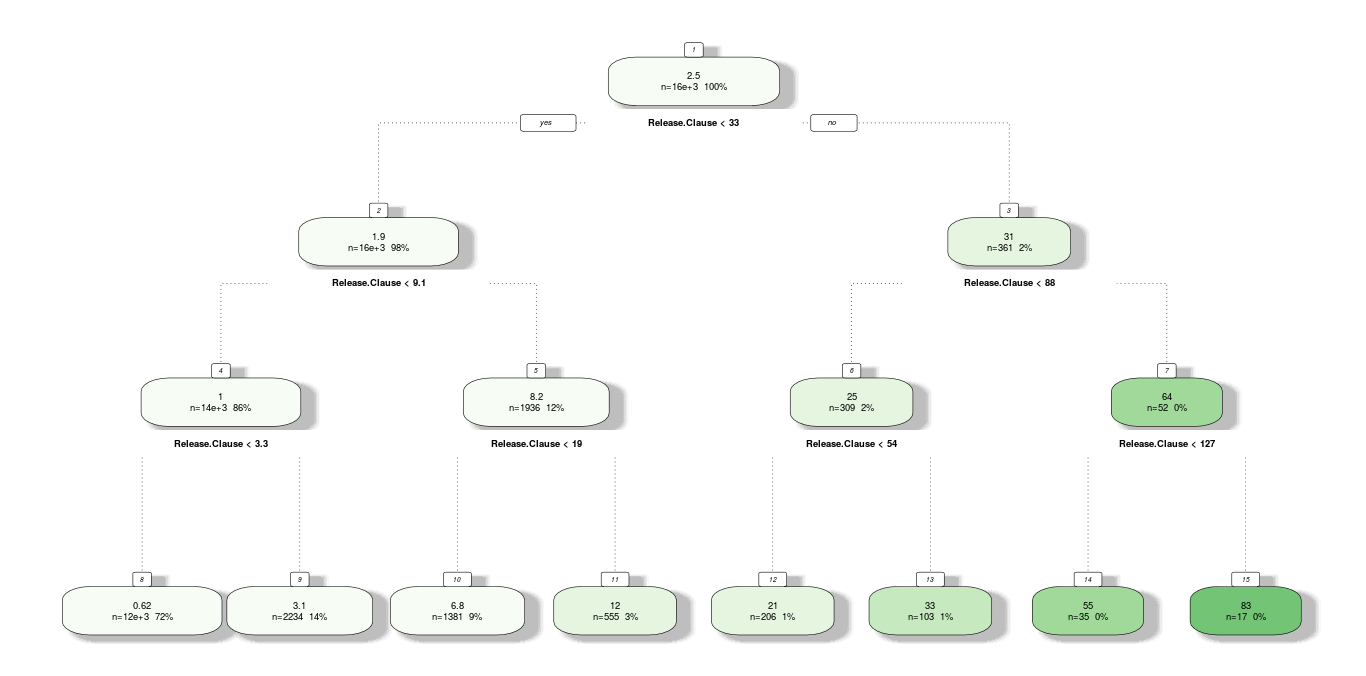 1
2.5
n=16e+3 100%
yes
Release.Clause < 33
no
2
3
1.9
n=16e+3 98%
31
n=361 2%
Release.Clause < 9.1
Release.Clause < 88
4
5
6
7
1
n=14e+3 86%
8.2
n=1936 12%
25
n=309 2%
64
n=52 0%
Release.Clause < 3.3
Release.Clause < 19
Release.Clause < 54
Release.Clause < 127
8
9
10
11
12
13
14
15
0.62
n=12e+3 72%
3.1
n=2234 14%
6.8
n=1381 9%
12
n=555 3%
21
n=206 1%
33
n=103 1%
55
n=35 0%
83
n=17 0%